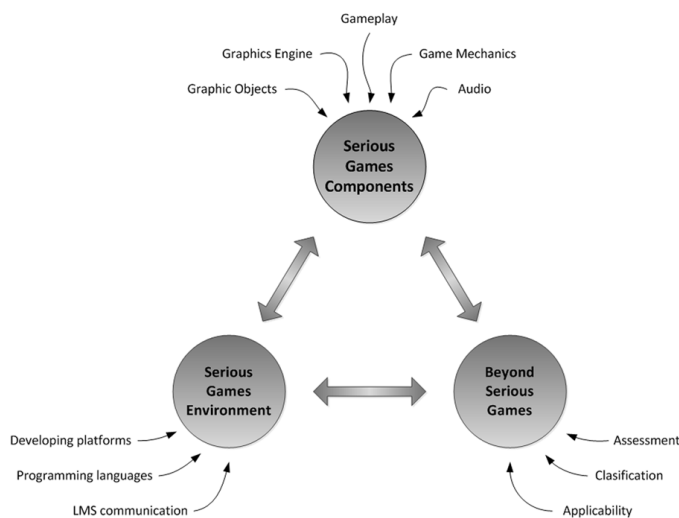 Gameplay
Graphics Engine
Game Mechanics
Graphic Objects
Audio
Serious
Games
Components
Serious
Games
Environment
Beyond
Serious
Games
Developing platforms
Programming languages
LMS communication
Assessment
Clasification
Applicability